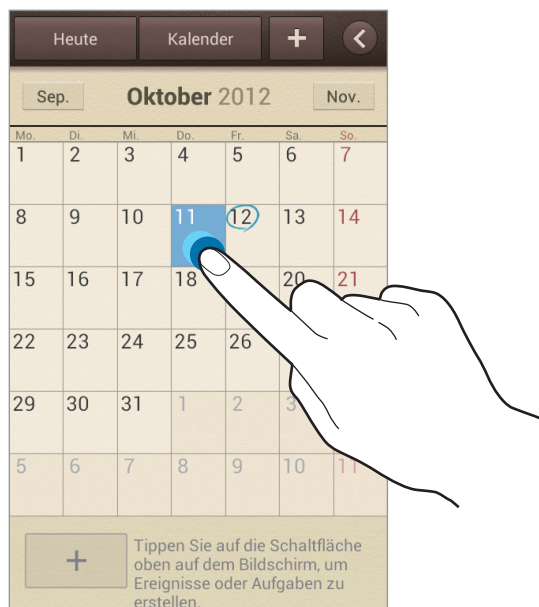 Heute Kalender +
Sep. Oktober 2012 Nov.
Mo. Di. Mi. Do. Fr. Sa. So.
1 2 3 4 5 6 7
8 9 10 11 12 13 14
15 16 17 18 20 21
22 23 24 25 26
29 30 31 1 2 3
5 6 7 8 9 10 11
+
Tippen Sie auf die Schaltfläche
oben auf dem Bildschirm, um
Ereignisse oder Aufgaben zu
erstellen.